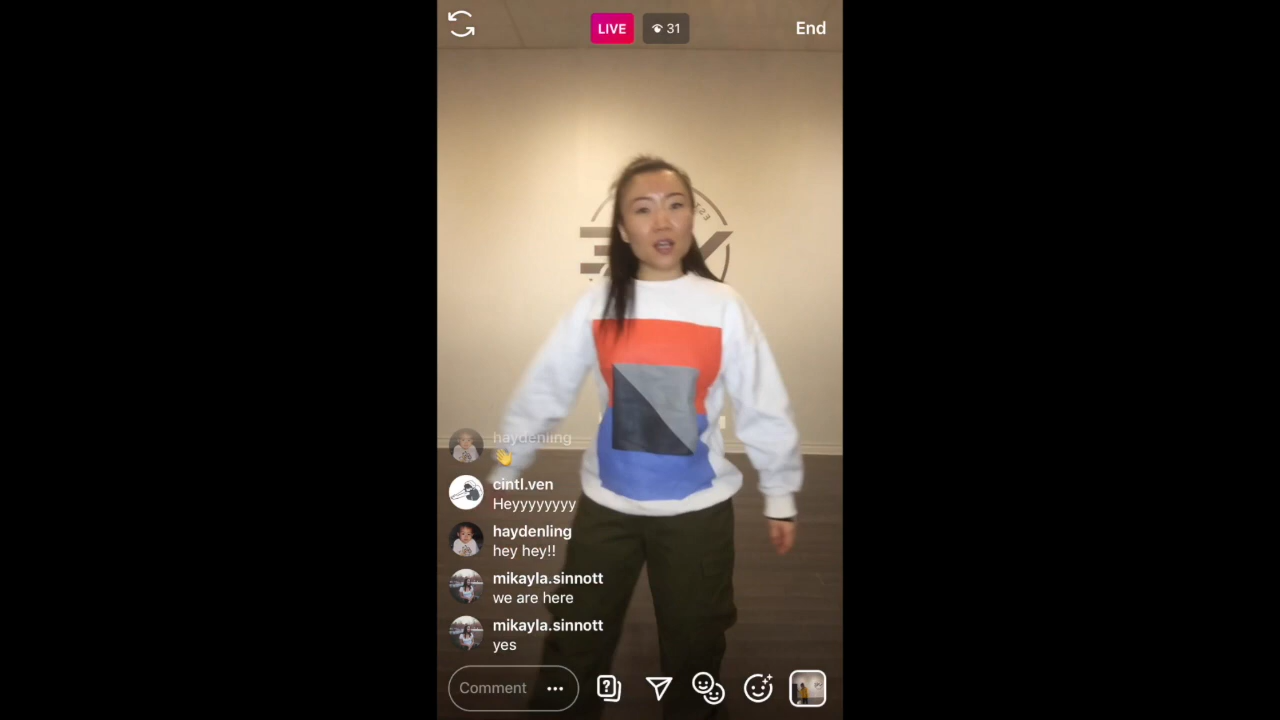 LIVE
31
End
haydenling
👋
cintl.ven
Heyyyyyyyy
haydenling
hey hey!!
mikayla.sinnott
we are here
mikayla.sinnott
yes
Comment